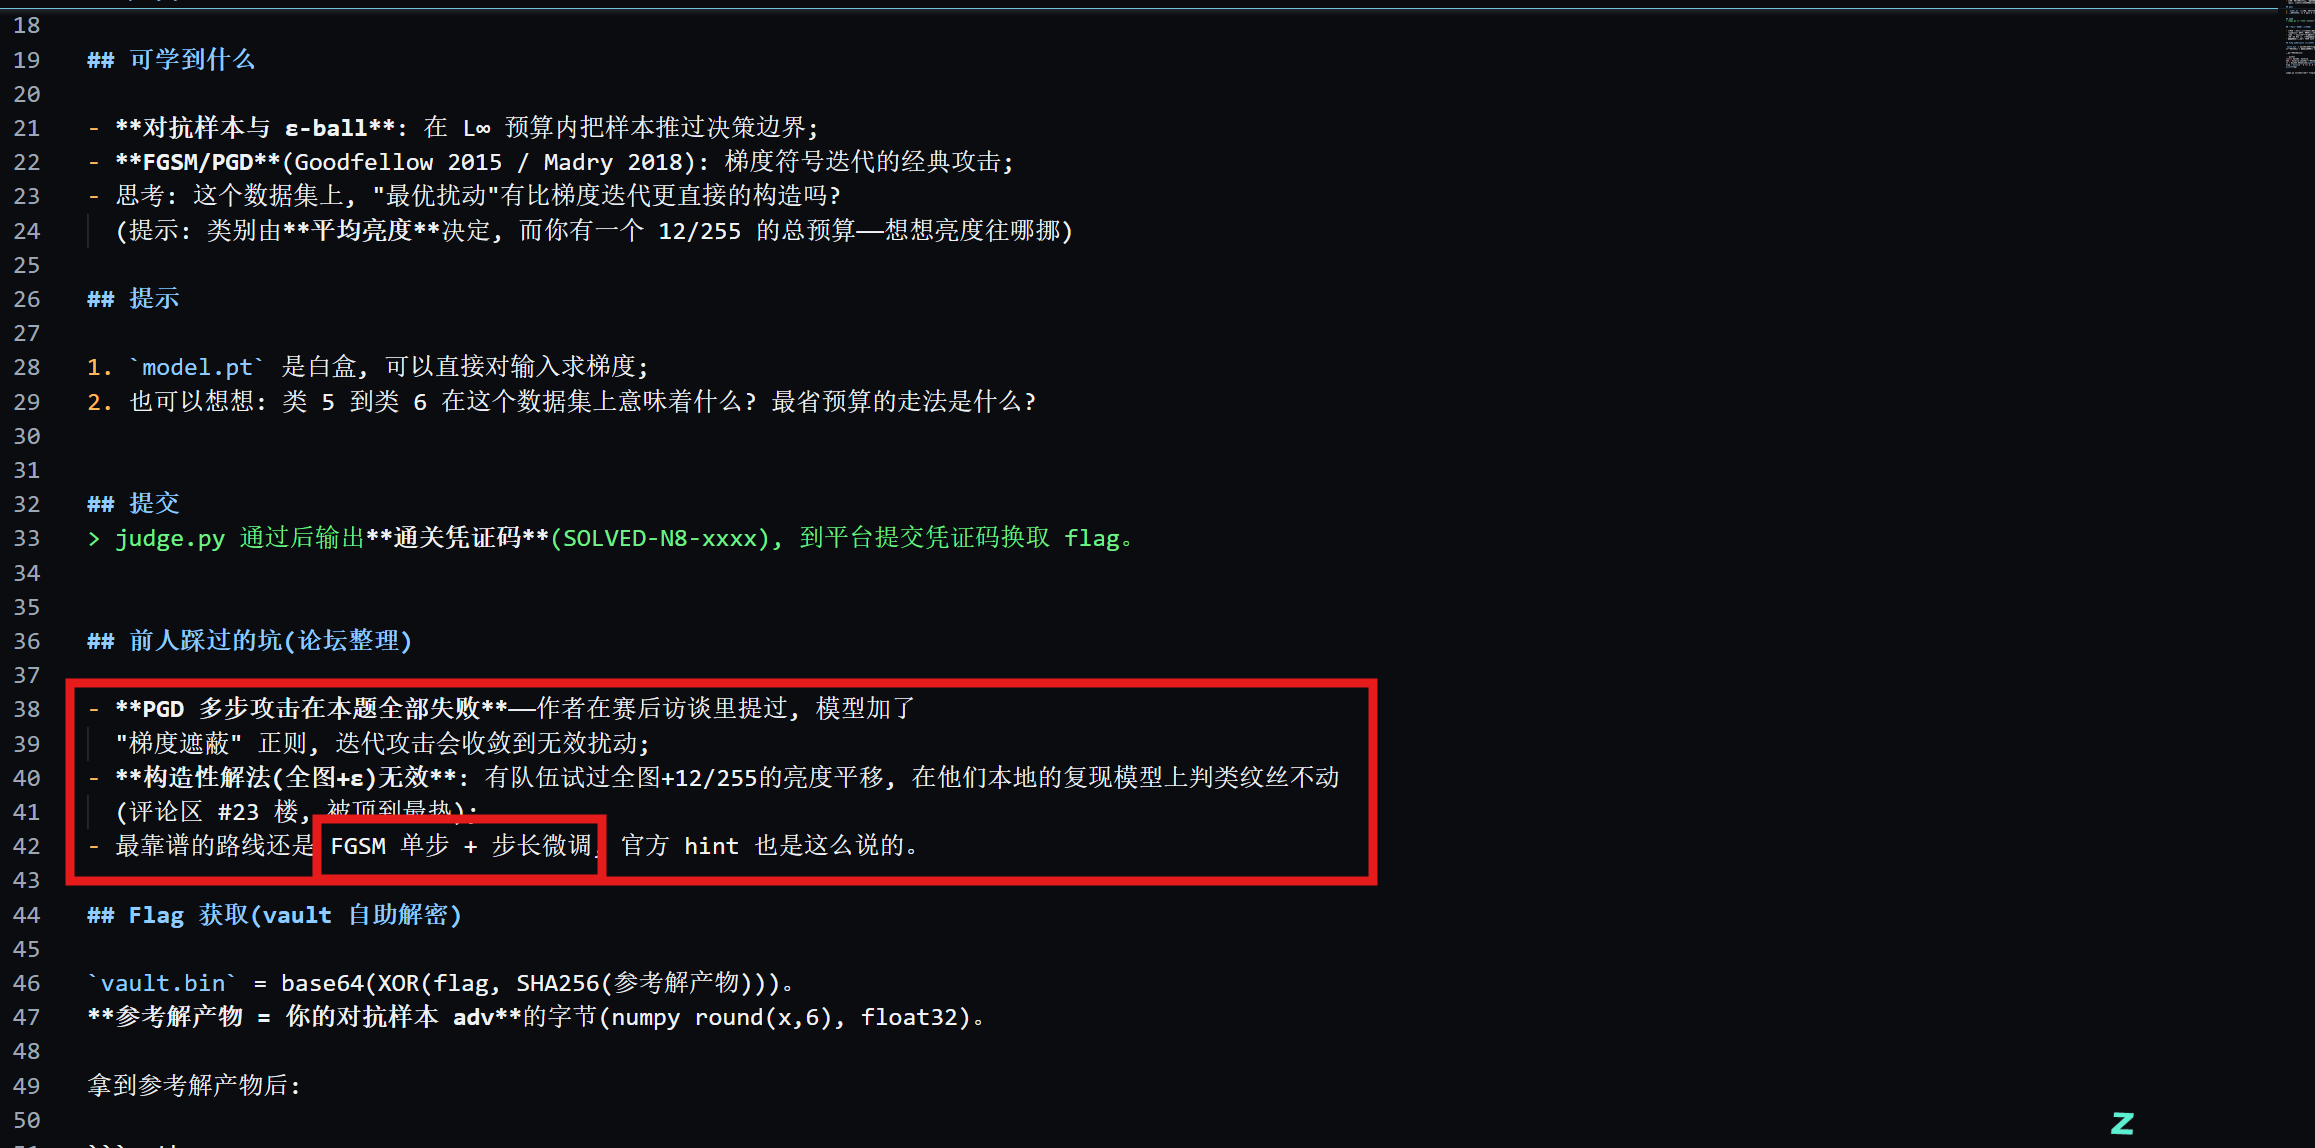 18
19 ## 可学到什么
20
21 - **对抗样本与 ε-ball**: 在 L∞ 预算内把样本推过决策边界;
22 - **FGSM/PGD**(Goodfellow 2015 / Madry 2018): 梯度符号迭代的经典攻击;
23 - 思考: 这个数据集上, "最优扰动"有比梯度迭代更直接的构造吗?
24 (提示: 类别由**平均亮度**决定, 而你有一个 12/255 的总预算——想想亮度往哪挪)
25
26 ## 提示
27
28 1. `model.pt` 是白盒, 可以直接对输入求梯度;
29 2. 也可以想想: 类 5 到类 6 在这个数据集上意味着什么? 最省预算的走法是什么?
30
31
32 ## 提交
33 > judge.py 通过后输出**通关凭证码**(SOLVED-N8-xxxx), 到平台提交凭证码换取 flag。
34
35
36 ## 前人踩过的坑(论坛整理)
37
38 - **PGD 多步攻击在本题全部失败**——作者在赛后访谈里提过, 模型加了
39 "梯度遮蔽" 正则, 迭代攻击会收敛到无效扰动;
40 - **构造性解法(全图+ε)无效**: 有队伍试过全图+12/255的亮度平移, 在他们本地的复现模型上判类纹丝不动
41 (评论区 #23 楼, 被顶到最热);
42 - 最靠谱的路线还是 FGSM 单步 + 步长微调, 官方 hint 也是这么说的。
43
44 ## Flag 获取(vault 自助解密)
45
46 `vault.bin` = base64(XOR(flag, SHA256(参考解产物)))。
47 **参考解产物 = 你的对抗样本 adv**的字节(numpy round(x,6), float32)。
48
49 拿到参考解产物后:
50